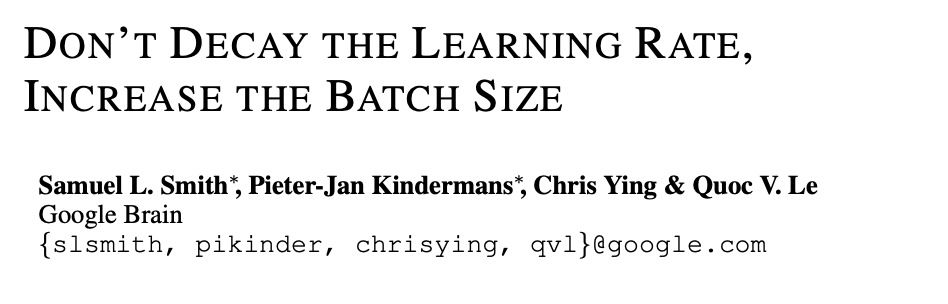 DON'T DECAY THE LEARNING RATE,
INCREASE THE BATCH SIZE
Samuel L. Smith*, Pieter-Jan Kindermans*, Chris Ying & Quoc V. Le
Google Brain
{slsmith, pikinder, chrisying, qvl}@google.com